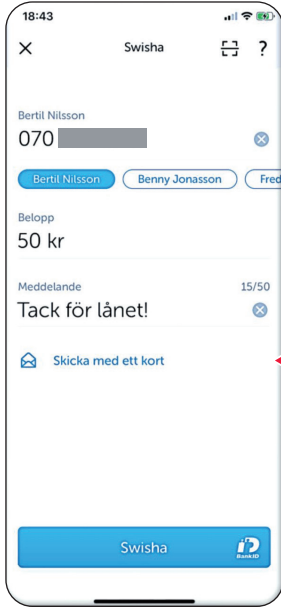 18:43
Swisha ?
Bertil Nilsson
070
Bertil Nilsson Benny Jonasson Fred
Belopp
50 kr
Meddelande 15/50
Tack för lånet!
Skicka med ett kort
Swisha BankID